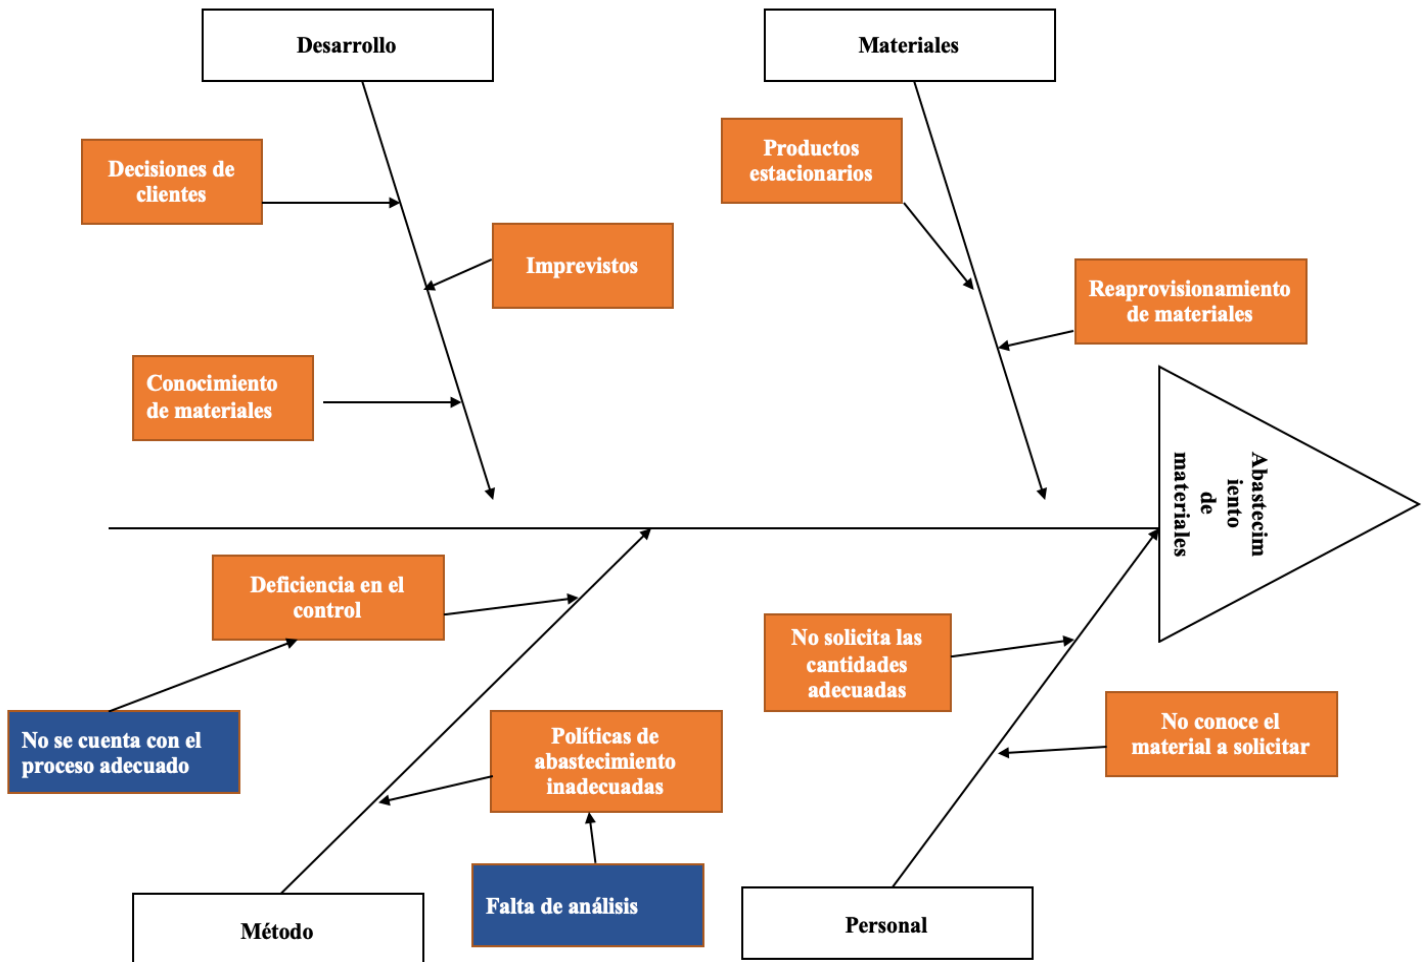 Desarrollo
Materiales
Decisiones de
clientes
Productos
estacionarios
Imprevistos
Reaprovisionamiento
de materiales
Conocimiento
de materiales
Abastecim
iento
de
materiales
Deficiencia en el
control
No solicita las
cantidades
adecuadas
No se cuenta con el
proceso adecuado
Políticas de
abastecimiento
inadecuadas
No conoce el
material a solicitar
Falta de análisis
Método
Personal